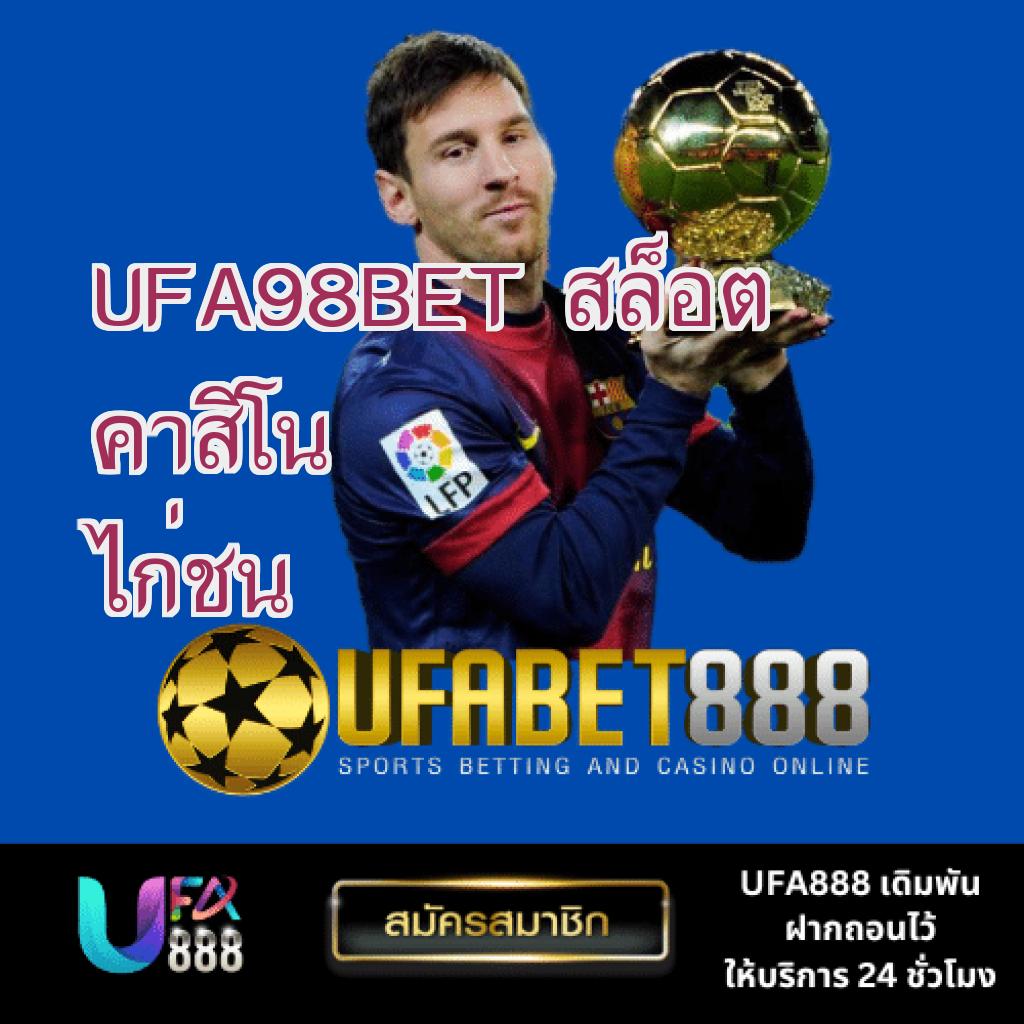 UFA98BET สล็อต
คาสิโน
ไก่ชน
LFP
UFABET888
SPORTS BETTING AND CASINO ONLINE
UFA
888
สมัครสมาชิก
UFA888 เดิมพัน
ฝากถอนไว้
ให้บริการ 24 ชั่วโมง